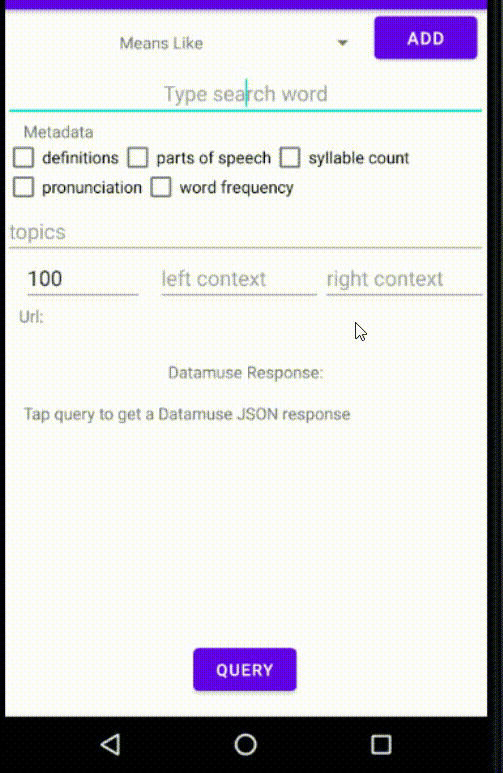 Means Like
ADD
Type search word
Metadata
definitions parts of speech syllable count
pronunciation word frequency
topics
100 left context right context
Url:
Datamuse Response:
Tap query to get a Datamuse JSON response
QUERY